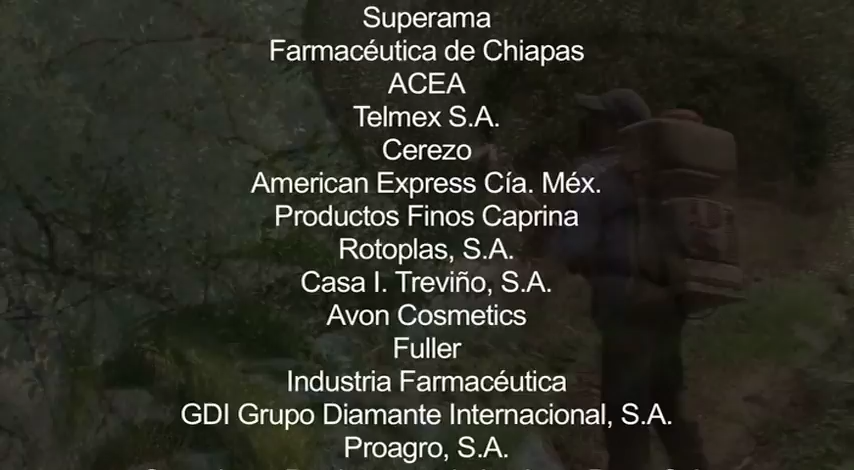 Superama
Farmacéutica de Chiapas
ACEA
Telmex S.A.
Cerezo
American Express Cía. Méx.
Productos Finos Caprina
Rotoplas, S.A.
Casa I. Treviño, S.A.
Avon Cosmetics
Fuller
Industria Farmacéutica
GDI Grupo Diamante Internacional, S.A.
Proagro, S.A.